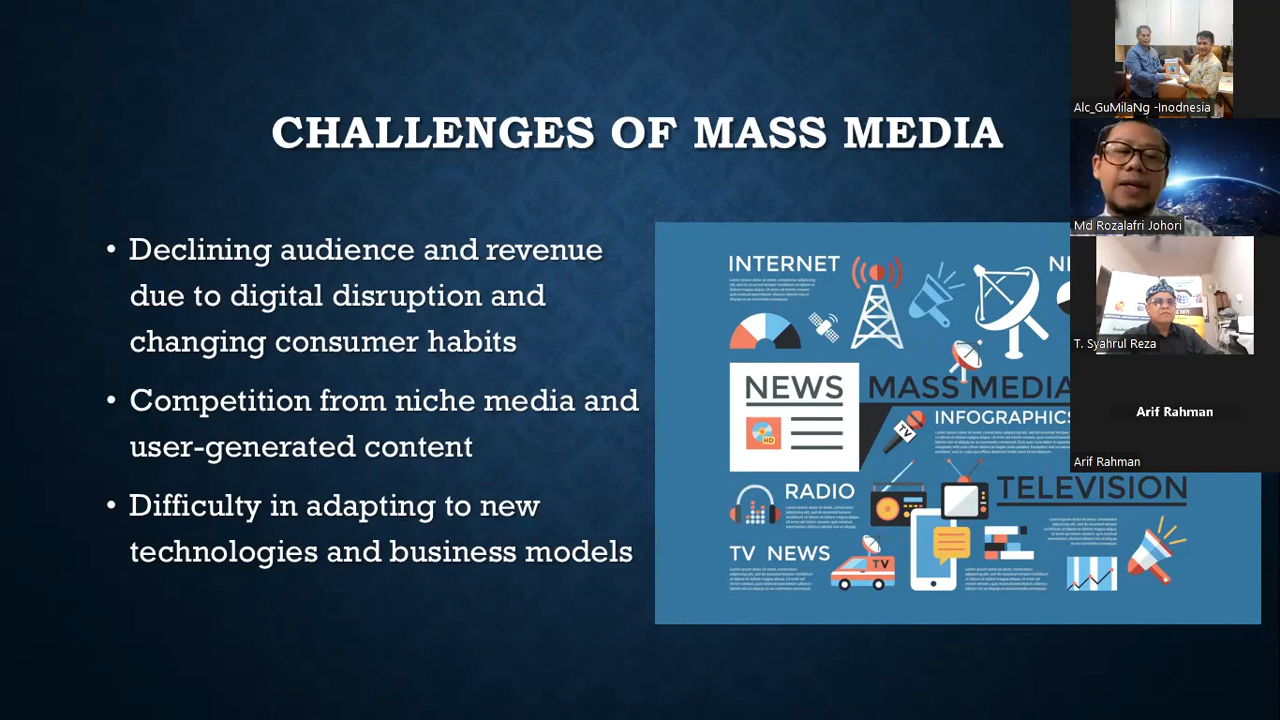 CHALLENGES OF MASS MEDIA
• Declining audience and revenue
due to digital disruption and
changing consumer habits
• Competition from niche media and
user-generated content
• Difficulty in adapting to new
technologies and business models
INTERNET
NEWS
HD
MASS MEDIA
TV
INFOGRAPHICS
RADIO
TELEVISION
TV NEWS
TV
Alc_GuMilaNg -Inodnesia
Md Rozalafri Johori
T. Syahrul Reza
Arif Rahman
Arif Rahman